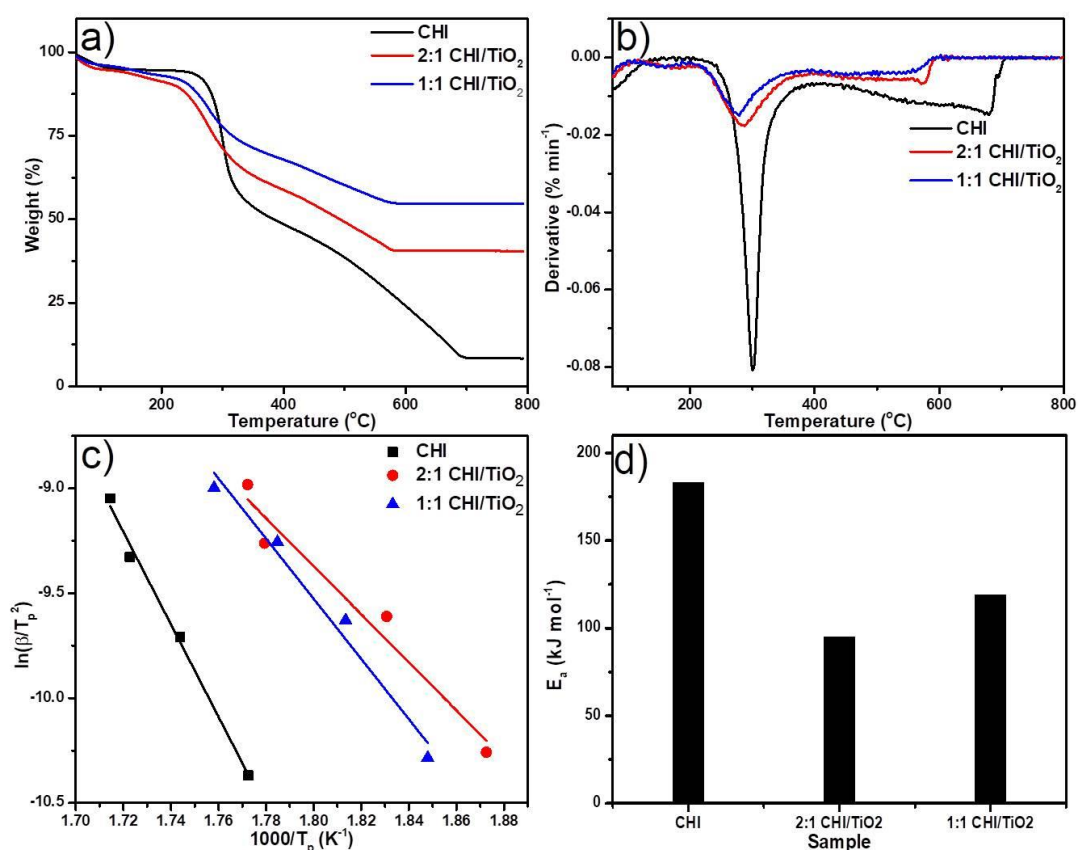 a)
CHI
2:1 CHI/TiO₂
1:1 CHI/TiO₂
100
75
50
25
0
Weight (%)
200
400
600
800
Temperature (°C)
b)
0.00
-0.02
-0.04
-0.06
-0.08
Derivative (% min⁻¹)
CHI
2:1 CHI/TiO₂
1:1 CHI/TiO₂
200
400
600
800
Temperature (°C)
c)
CHI
2:1 CHI/TiO₂
1:1 CHI/TiO₂
-9.0
-9.5
-10.0
-10.5
ln(β/Tₚ²)
1.70 1.72 1.74 1.76 1.78 1.80 1.82 1.84 1.86 1.88
1000/Tₚ (K⁻¹)
d)
200
150
100
50
0
Eₐ (kJ mol⁻¹)
CHI
2:1 CHI/TiO2
1:1 CHI/TiO2
Sample